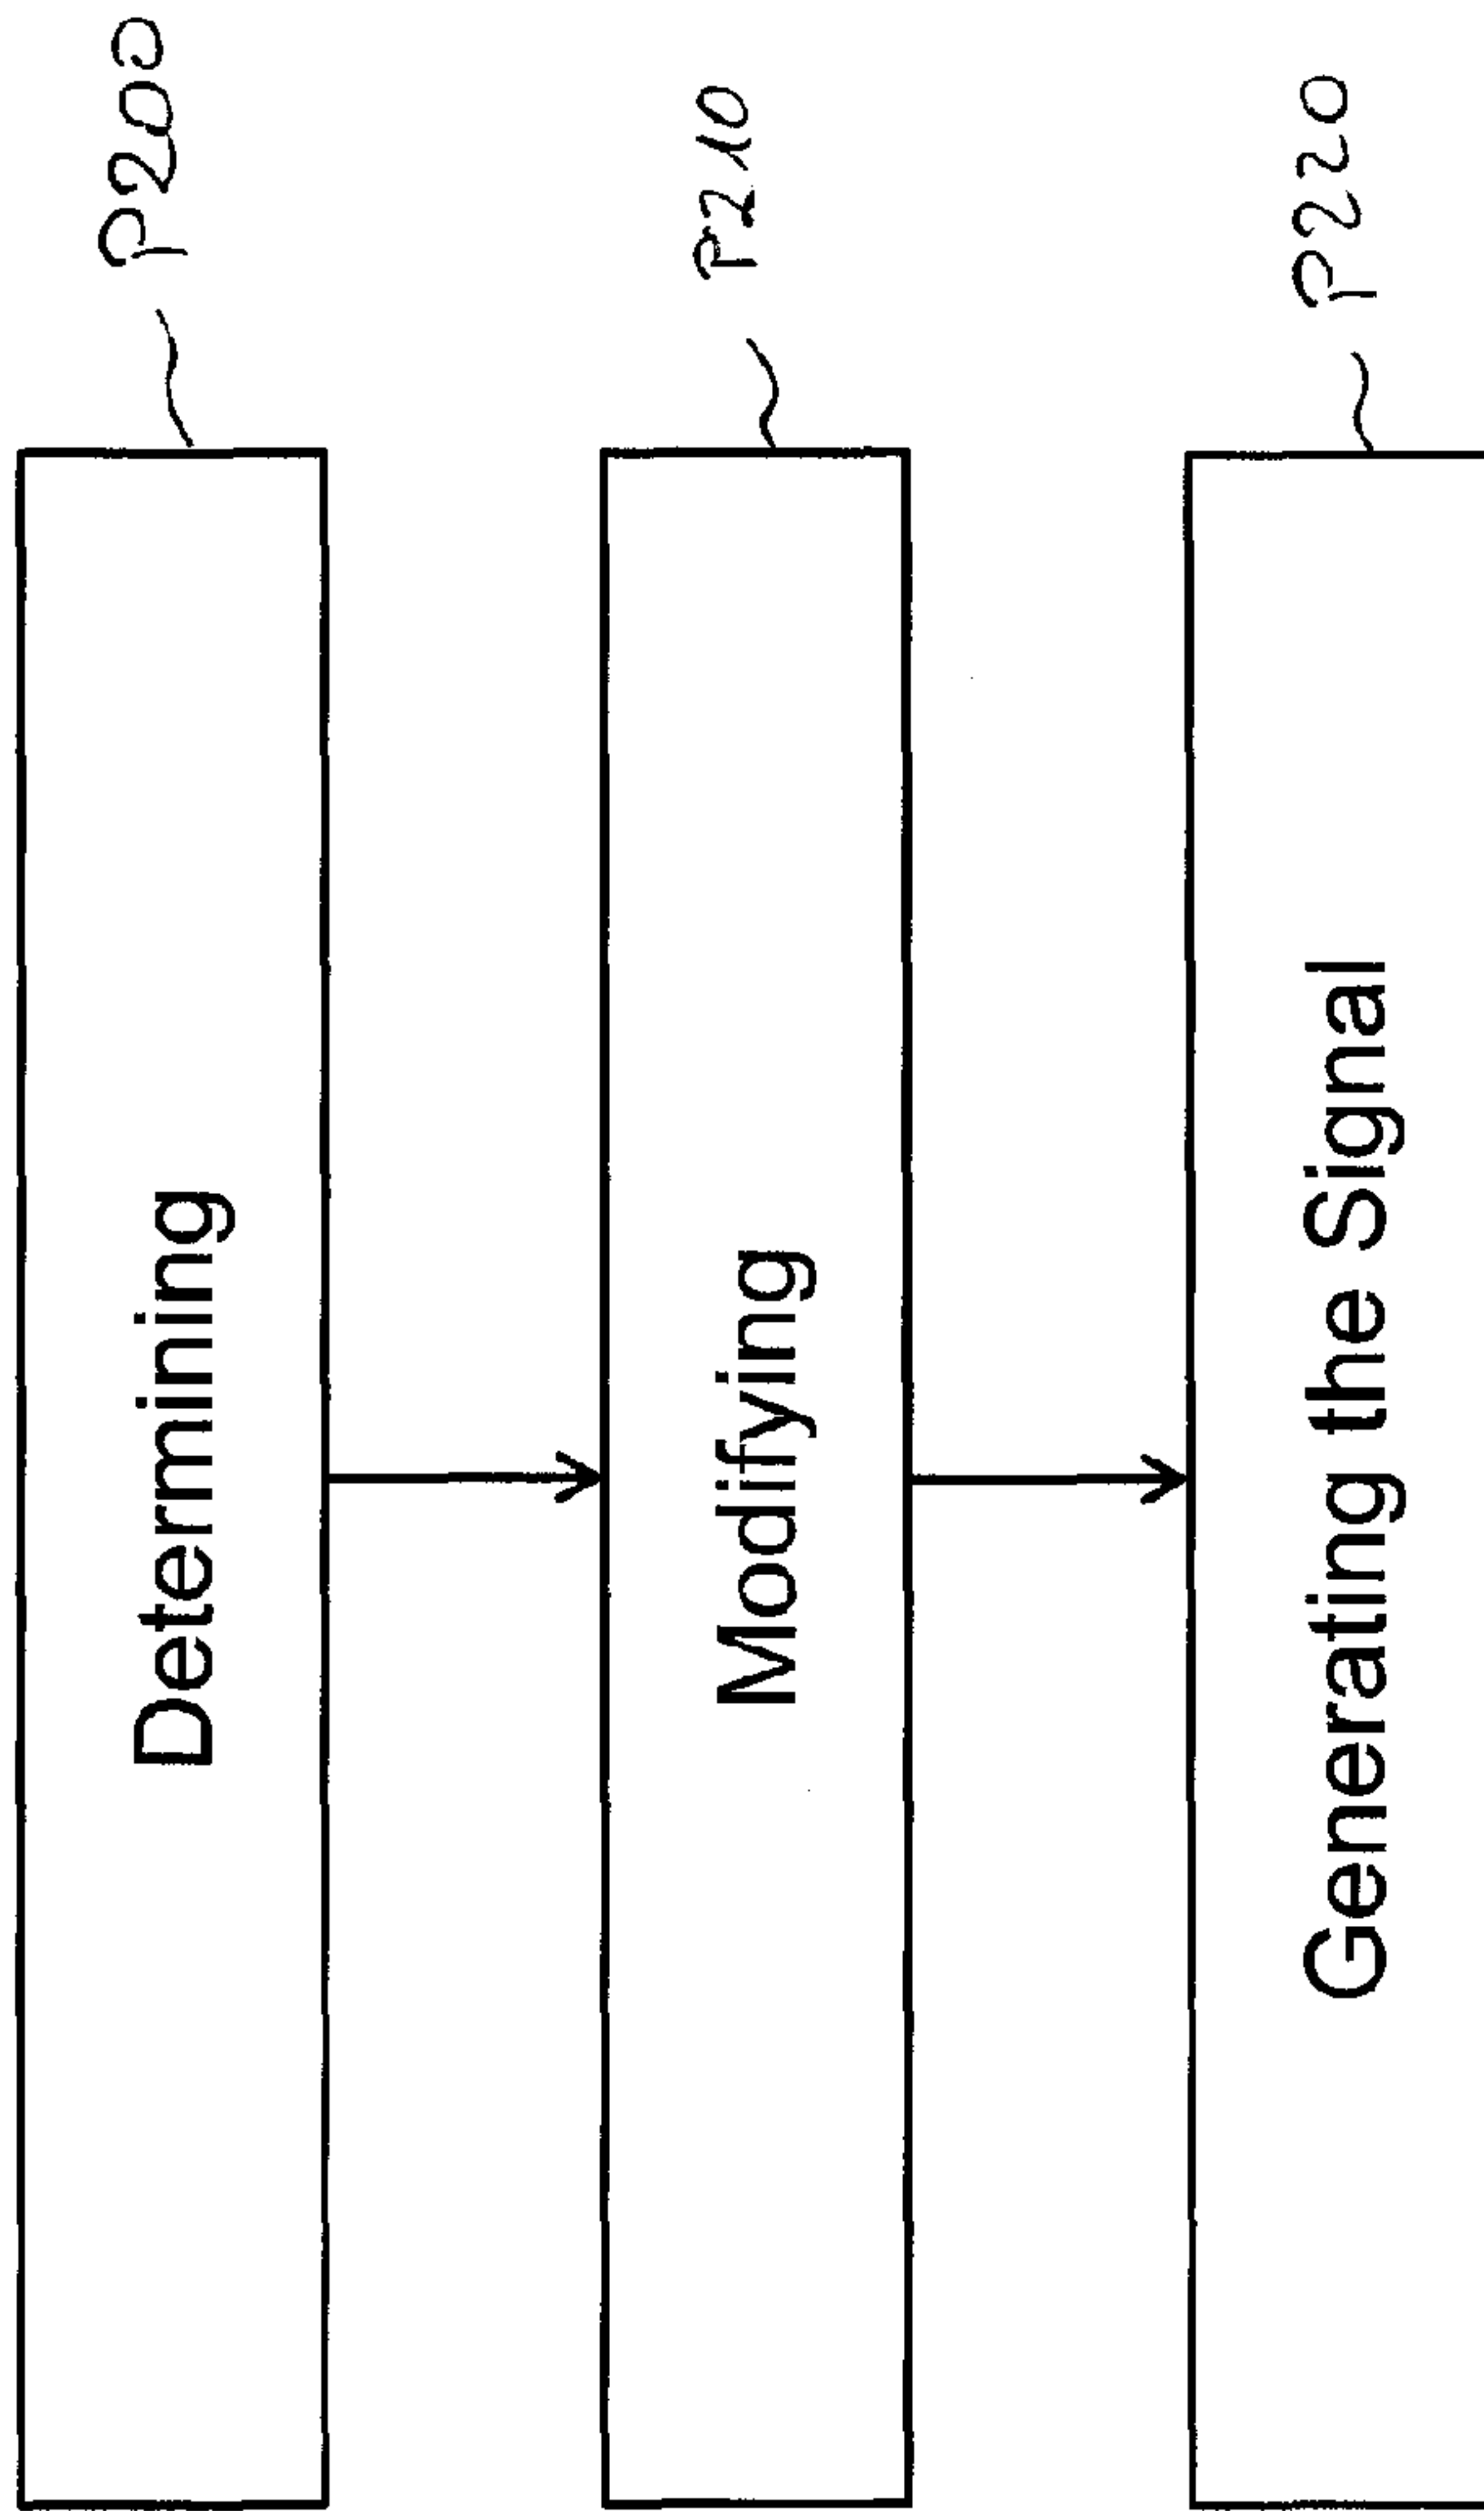 Determining
P200
Modifying
P210
Generating the Signal
P220